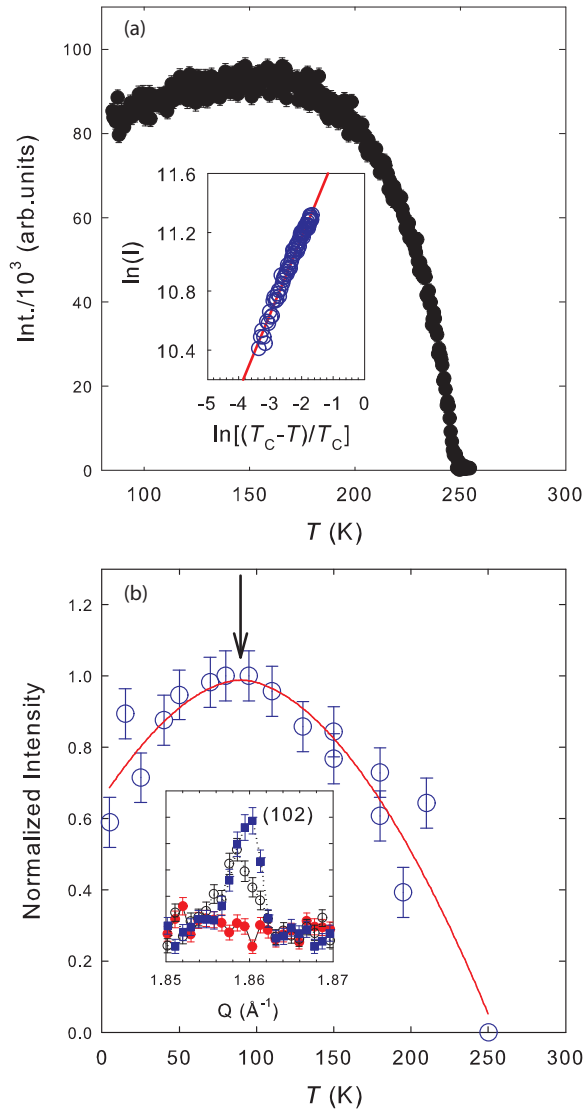 (a)
100
80
60
40
20
0
Int./10³ (arb.units)
100 150 200 250 300
T (K)
11.6
11.2
10.8
10.4
ln(I)
-5 -4 -3 -2 -1 0
ln[(T_C-T)/T_C]
(b)
1.2
1.0
0.8
0.6
0.4
0.2
0.0
Normalized Intensity
0 50 100 150 200 250 300
T (K)
(102)
1.85 1.86 1.87
Q (Å⁻¹)